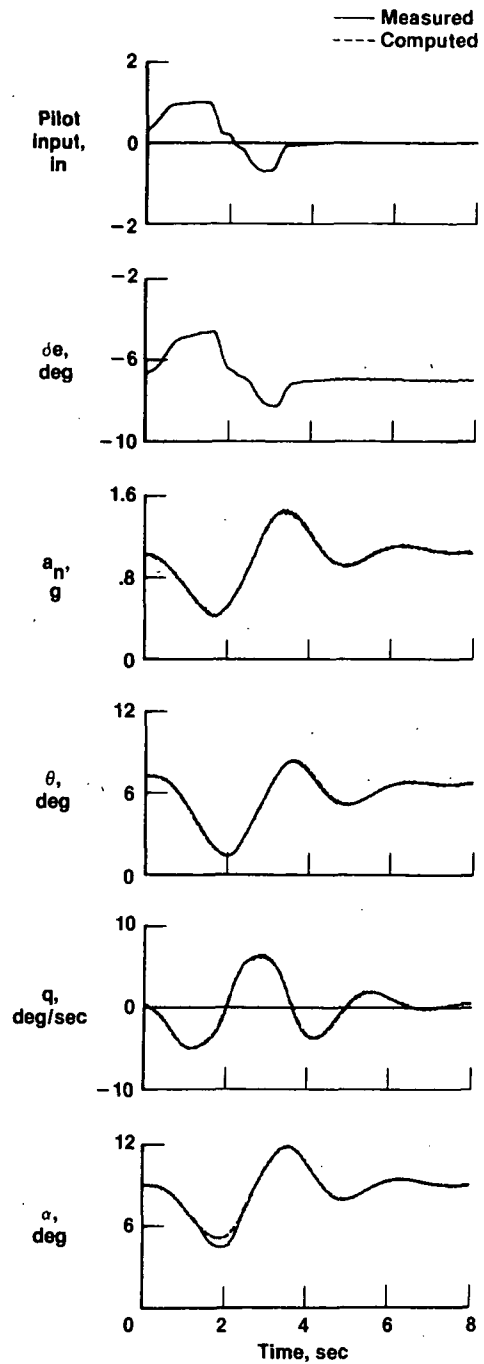 Measured
Computed
2
Pilot
input,
in
0
−2
−2
δe,
deg
−6
−10
1.6
an,
g
.8
0
12
θ,
deg
6
0
10
q,
deg/sec
0
−10
12
α,
deg
6
0 2 4 6 8
Time, sec